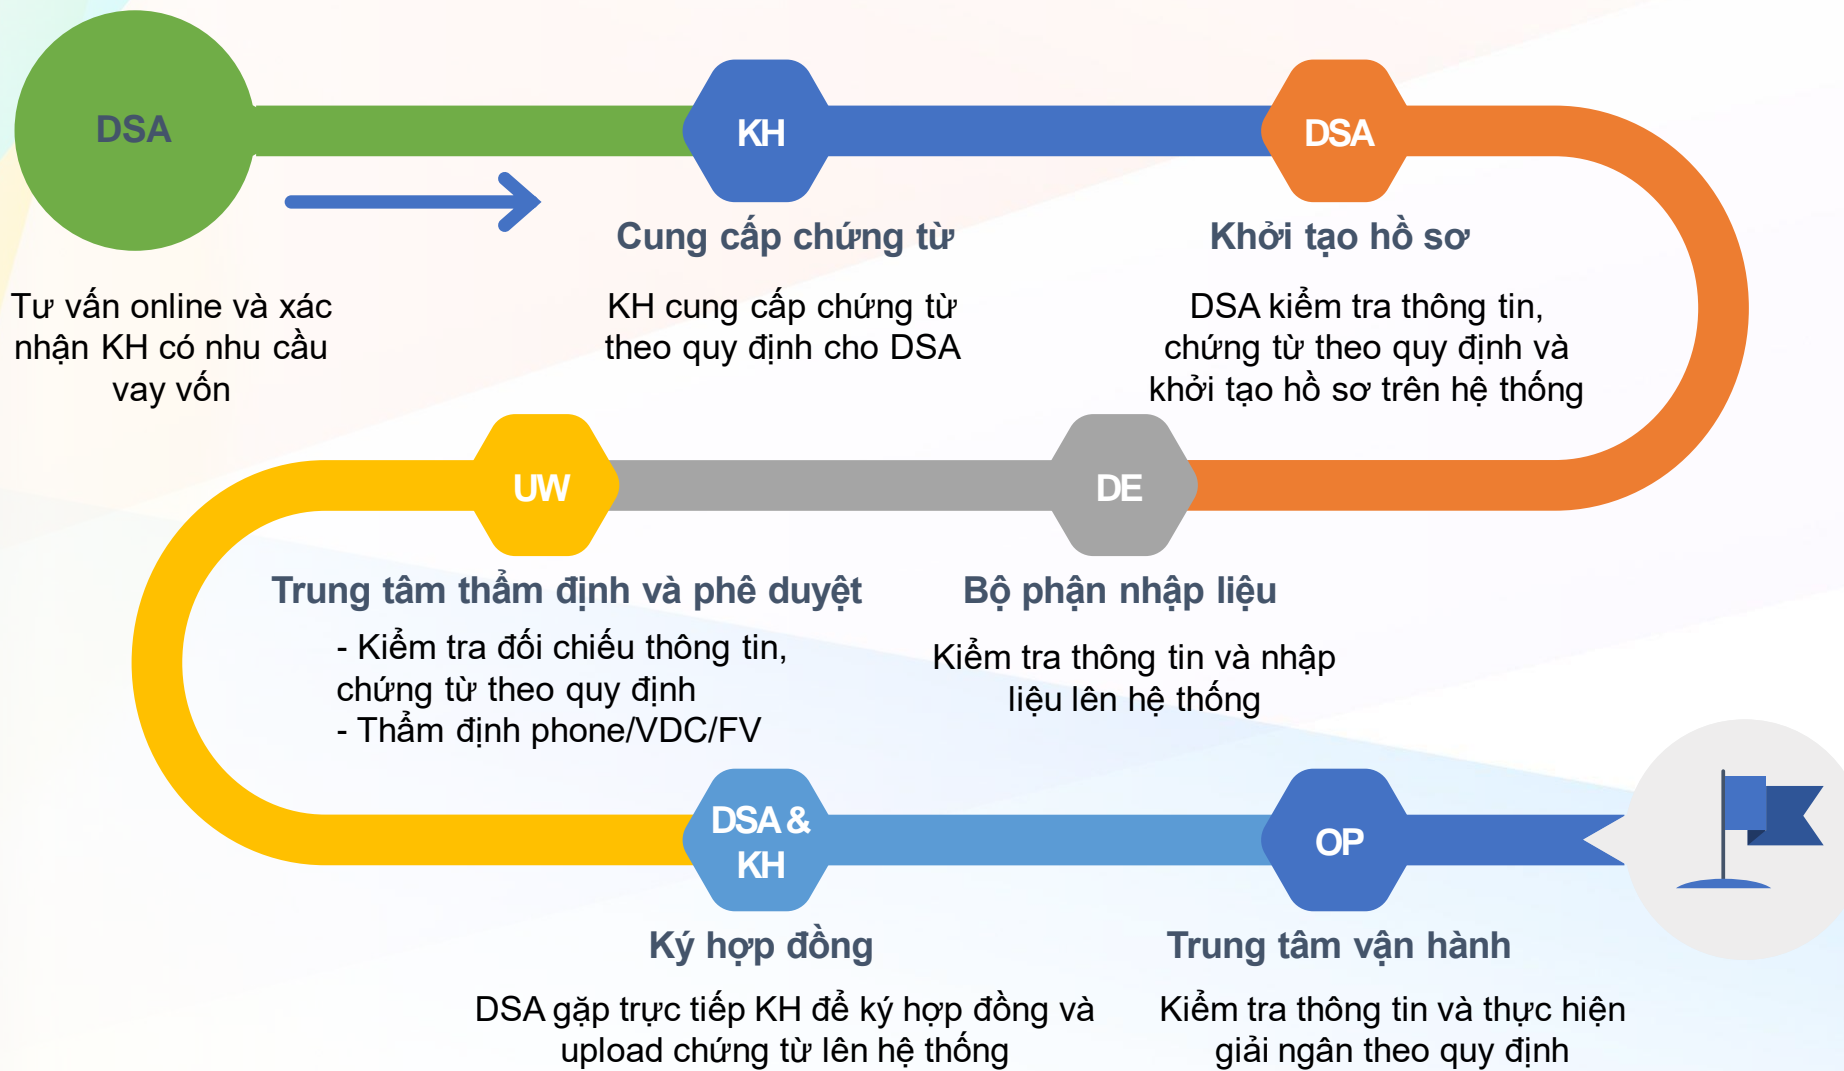 DSA
Tư vấn online và xác
nhận KH có nhu cầu
vay vốn
KH
Cung cấp chứng từ
KH cung cấp chứng từ
theo quy định cho DSA
DSA
Khởi tạo hồ sơ
DSA kiểm tra thông tin,
chứng từ theo quy định và
khởi tạo hồ sơ trên hệ thống
DE
Bộ phận nhập liệu
Kiểm tra thông tin và nhập
liệu lên hệ thống
UW
Trung tâm thẩm định và phê duyệt
- Kiểm tra đối chiếu thông tin,
chứng từ theo quy định
- Thẩm định phone/VDC/FV
DSA &
KH
Ký hợp đồng
DSA gặp trực tiếp KH để ký hợp đồng và
upload chứng từ lên hệ thống
OP
Trung tâm vận hành
Kiểm tra thông tin và thực hiện
giải ngân theo quy định